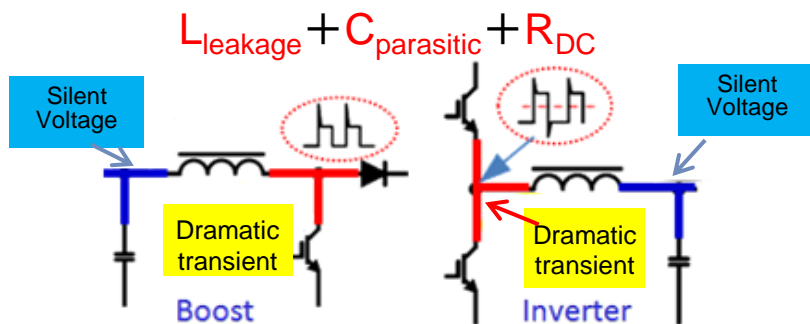 Lleakage+Cparasitic+RDC
Silent
Voltage
Silent
Voltage
Dramatic
transient
Dramatic
transient
Boost
Inverter